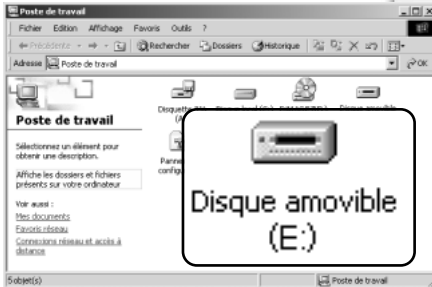 Poste de travail
Fichier Edition Affichage Favoris Outils ?
Précédente
Rechercher Dossiers Historique
Adresse Poste de travail OK
Poste de travail
Sélectionnez un élément pour
obtenir une description.
Affiche les dossiers et fichiers
présents sur votre ordinateur
Voir aussi :
Mes documents
Favoris réseau
Connexions réseau et accès à
distance
Disque amovible
(E:)
5 objet(s)
Poste de travail